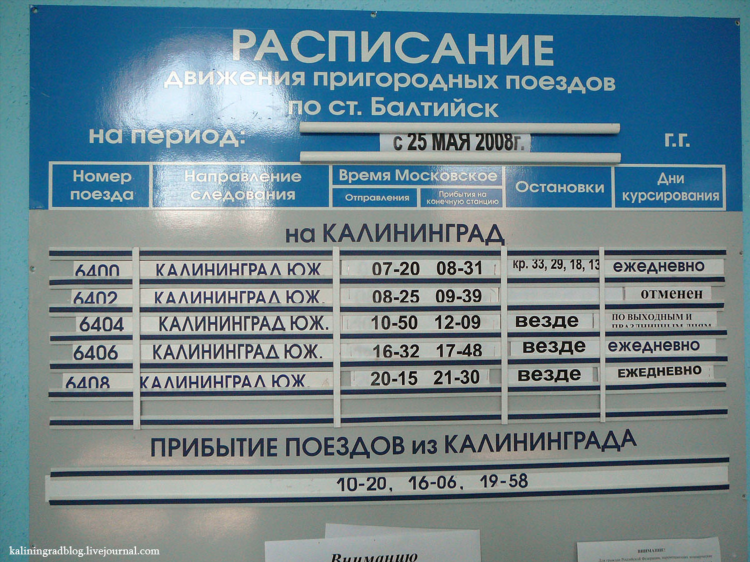 РАСПИСАНИЕ
движения пригородных поездов
по ст. Балтийск
на период: с 25 МАЯ 2008г. г.г.
Номер поезда Направление следования Время Московское Отправления Прибытия на конечную станцию Остановки Дни курсирования
на КАЛИНИНГРАД
6400 КАЛИНИНГРАД ЮЖ 07-20 08-31 кр. 33, 29, 18, 13 ежедневно
6402 КАЛИНИНГРАД ЮЖ. 08-25 09-39 отменен
6404 КАЛИНИНГРАД ЮЖ. 10-50 12-09 везде ПО ВЫХОДНЫМ И ПРАЗДНИЧНЫМ ДНЯМ
6406 КАЛИНИНГРАД ЮЖ. 16-32 17-48 везде ежедневно
6408 КАЛИНИНГРАД ЮЖ. 20-15 21-30 везде ЕЖЕДНЕВНО
ПРИБЫТИЕ ПОЕЗДОВ из КАЛИНИНГРАДА
10-20, 16-06, 19-58
Вниманию
ВНИМАНИЕ!
kaliningradblog.livejournal.com